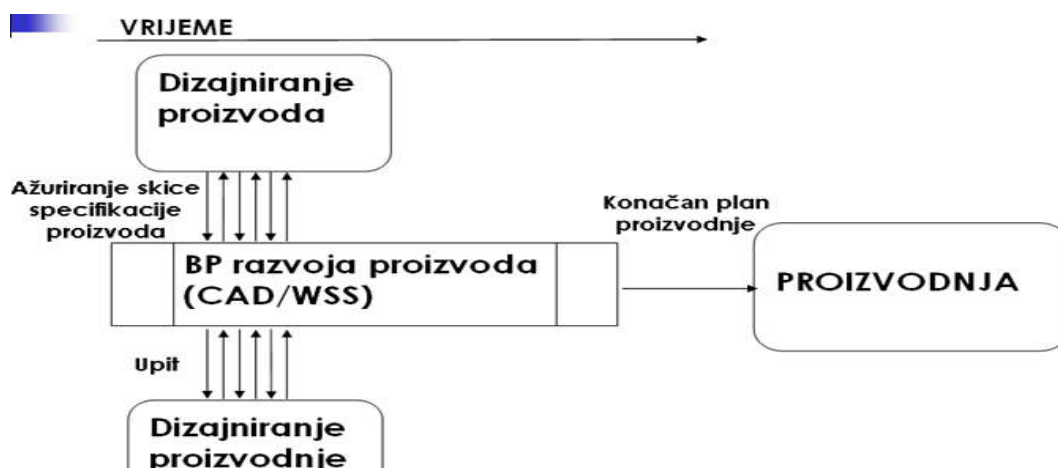 VRIJEME
Dizajniranje
proizvoda
Ažuriranje skice
specifikacije
proizvoda
Konačan plan
proizvodnje
BP razvoja proizvoda
(CAD/WSS)
PROIZVODNJA
Upit
Dizajniranje
proizvodnje